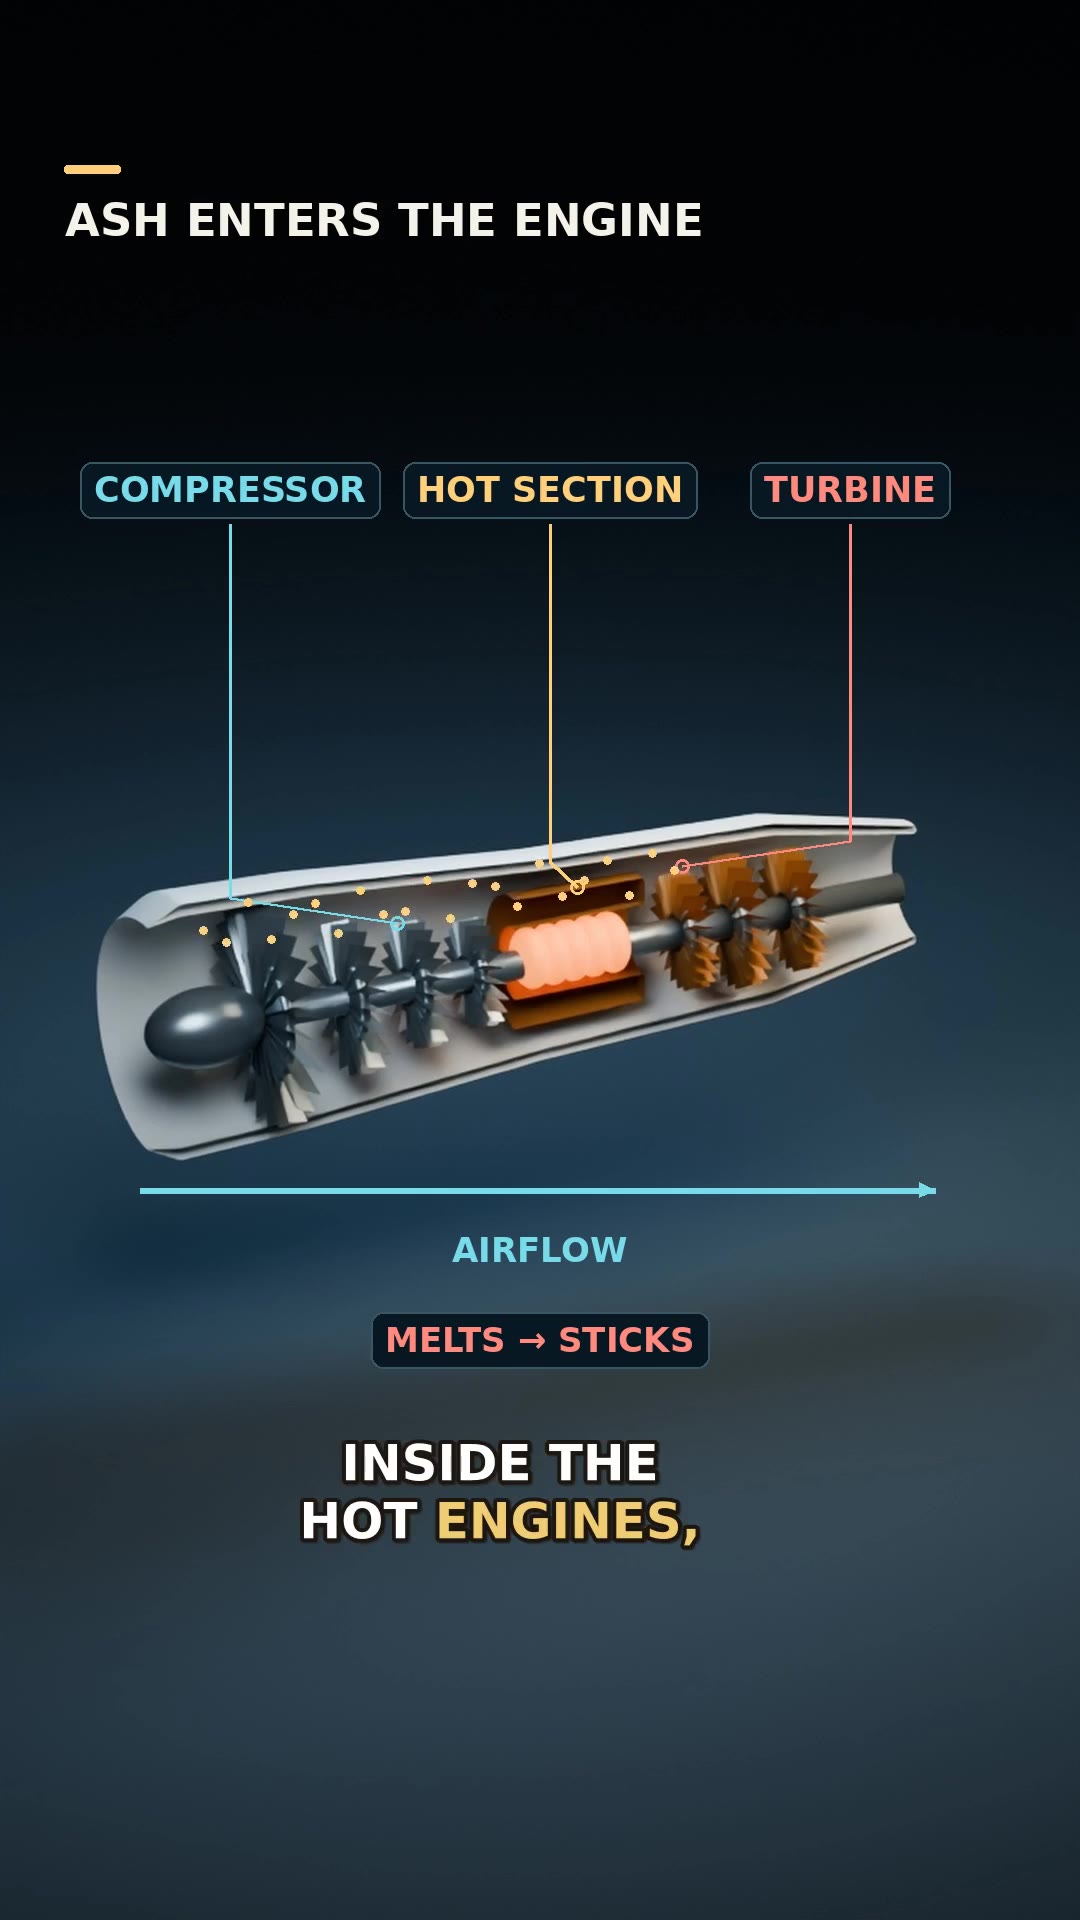 ASH ENTERS THE ENGINE
COMPRESSOR
HOT SECTION
TURBINE
AIRFLOW
MELTS → STICKS
INSIDE THE
HOT ENGINES,